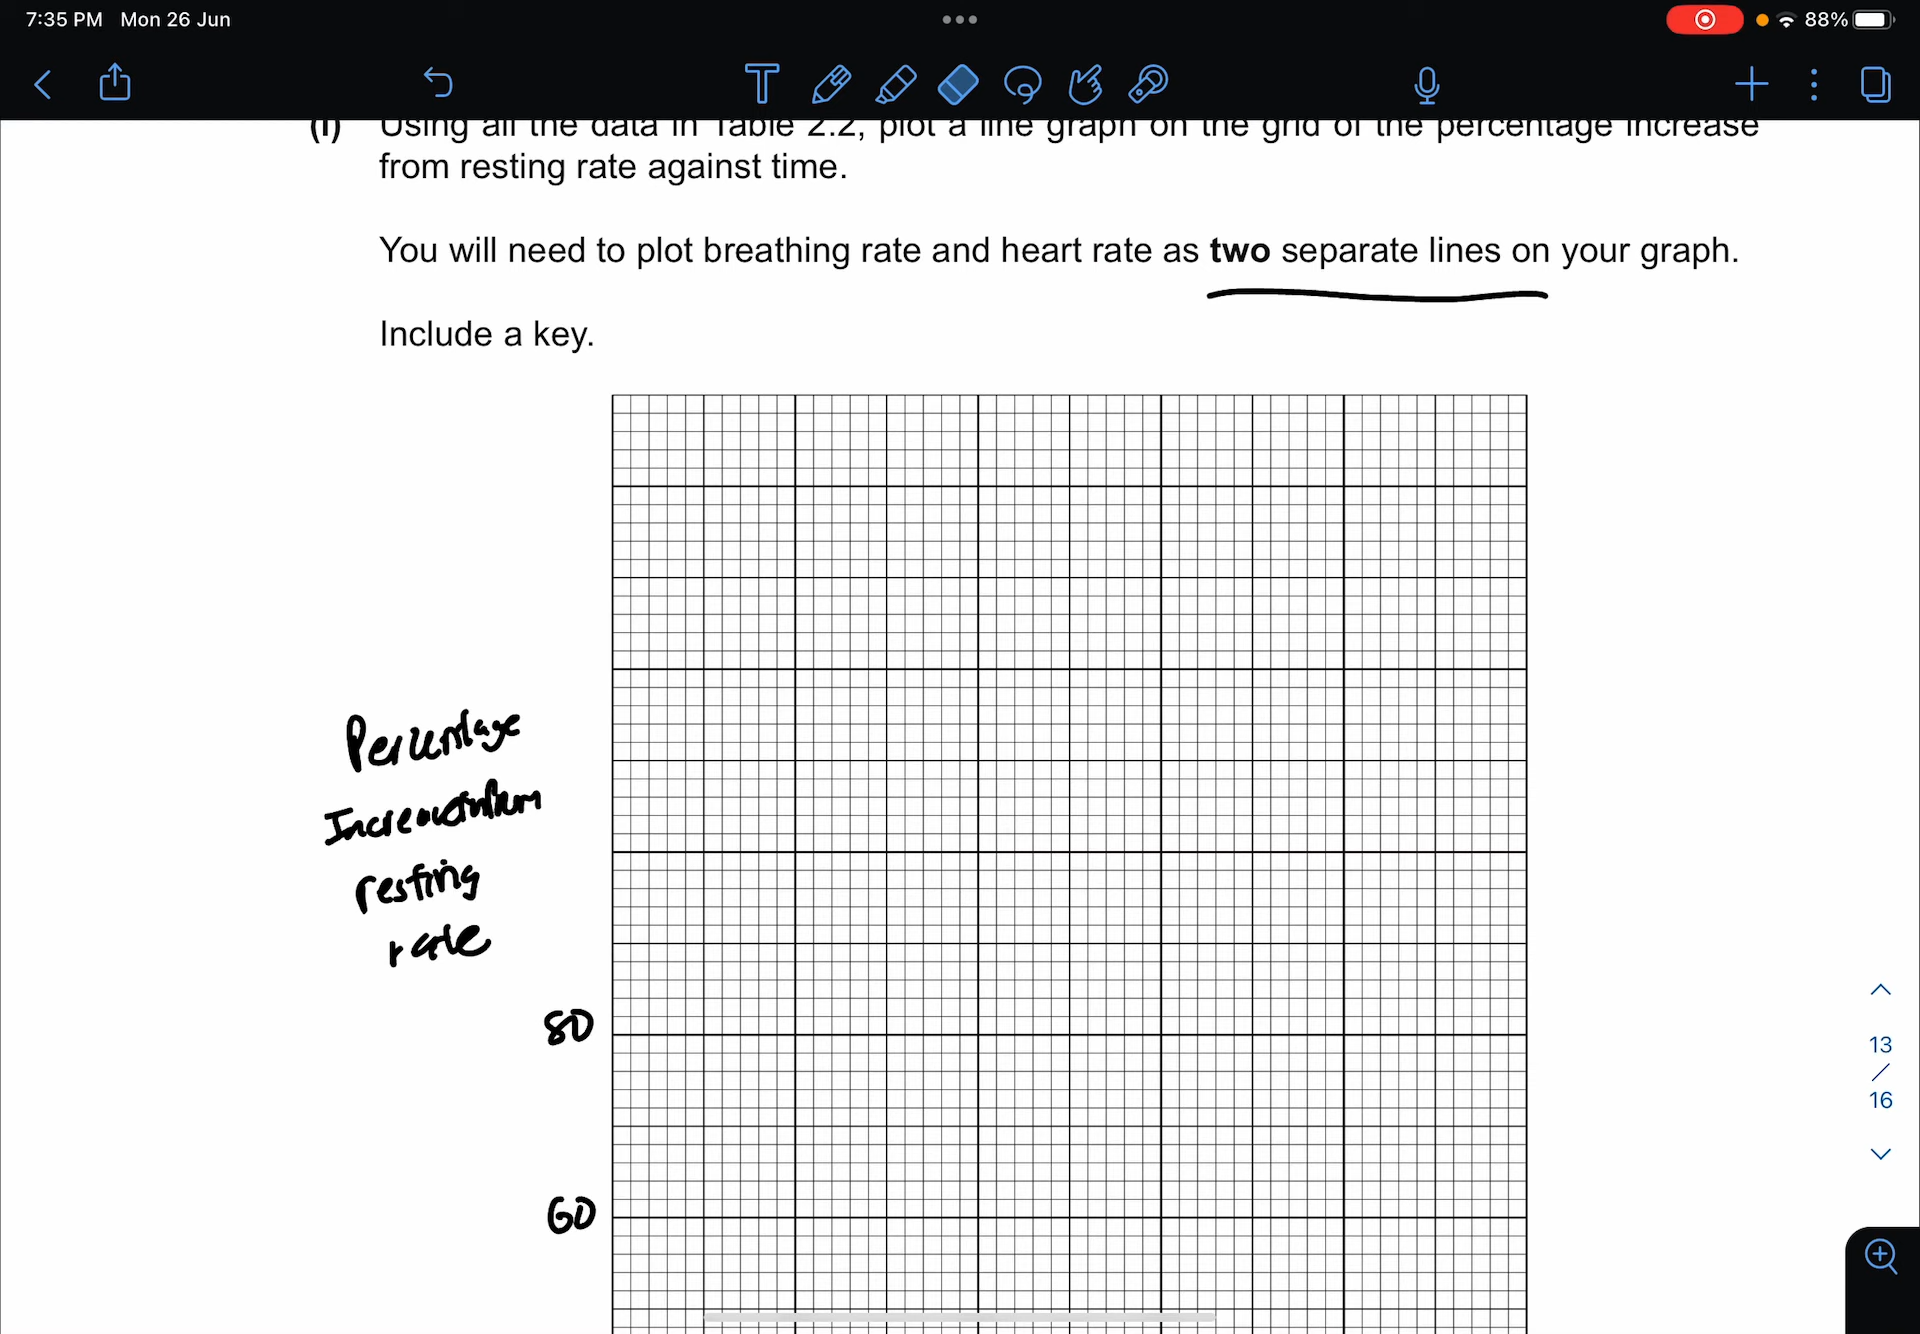 7:35 PM Mon 26 Jun
88%
(i) Using all the data in Table 2.2, plot a line graph on the grid of the percentage increase
from resting rate against time.
You will need to plot breathing rate and heart rate as two separate lines on your graph.
Include a key.
Percentage
Increase from
resting
rate
80
60
13
/
16